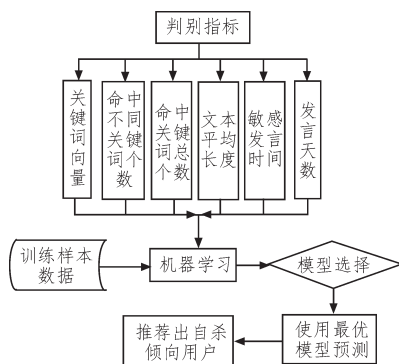 判别指标
关键词向量
命中
不同
关键
词个
数
命中
关键
词总
个数
文本
平均
长度
敏感
发言
时间
发言天数
训练样本
数据
机器学习
模型选择
推荐出自杀
倾向用户
使用最优
模型预测